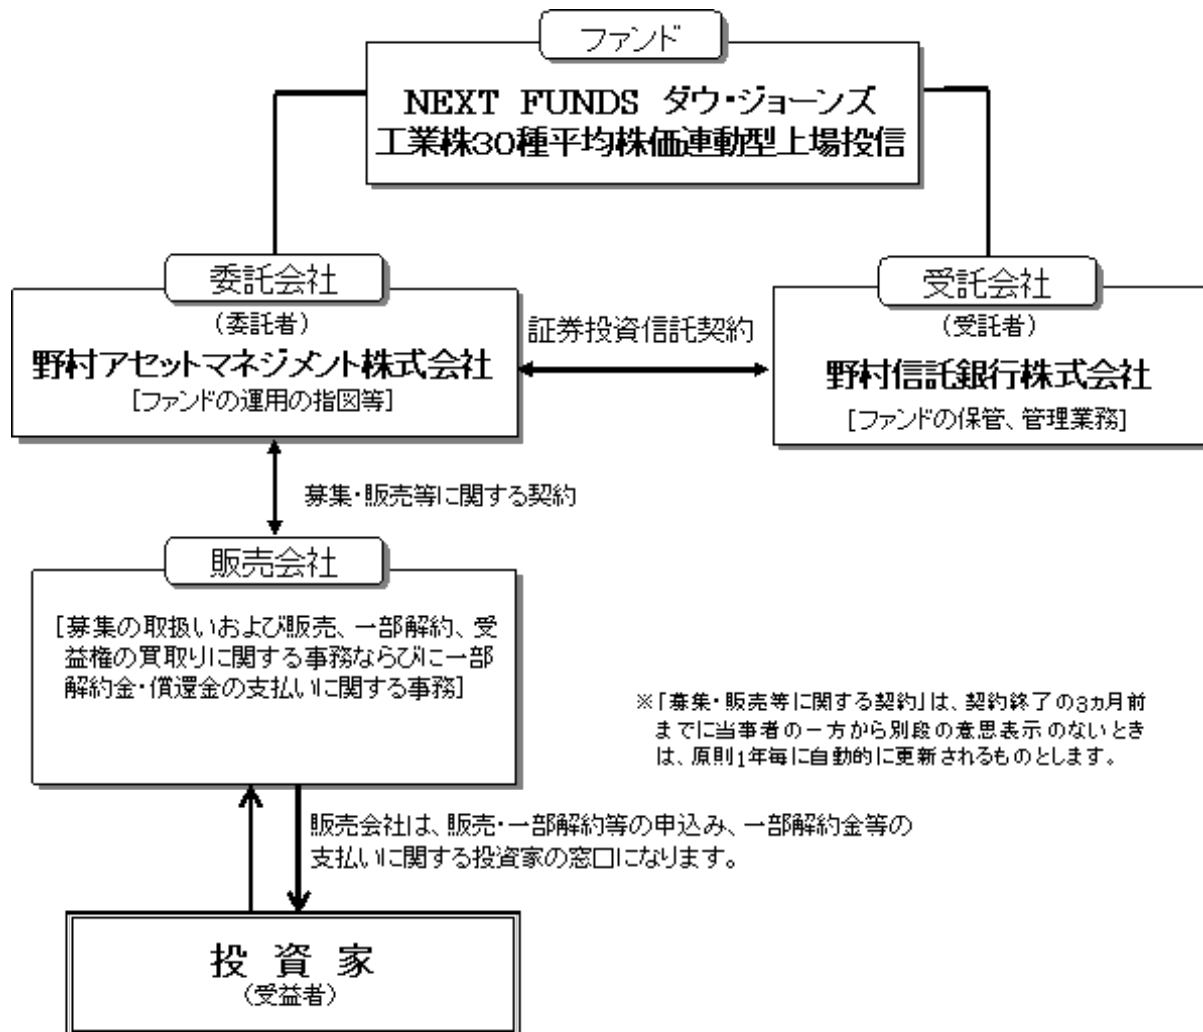 ファンド
NEXT FUNDS ダウ・ジョーンズ
工業株30種平均株価連動型上場投信
委託会社
(委託者)
野村アセットマネジメント株式会社
[ファンドの運用の指図等]
証券投資信託契約
受託会社
(受託者)
野村信託銀行株式会社
[ファンドの保管、管理業務]
募集・販売等に関する契約
販売会社
[募集の取扱いおよび販売、一部解約、受
益権の買取りに関する事務ならびに一部
解約金・償還金の支払いに関する事務]
※「募集・販売等に関する契約」は、契約終了の3ヵ月前
までに当事者の一方から別段の意思表示のないとき
は、原則1年毎に自動的に更新されるものとします。
販売会社は、販売・一部解約等の申込み、一部解約金等の
支払いに関する投資家の窓口になります。
投 資 家
(受益者)